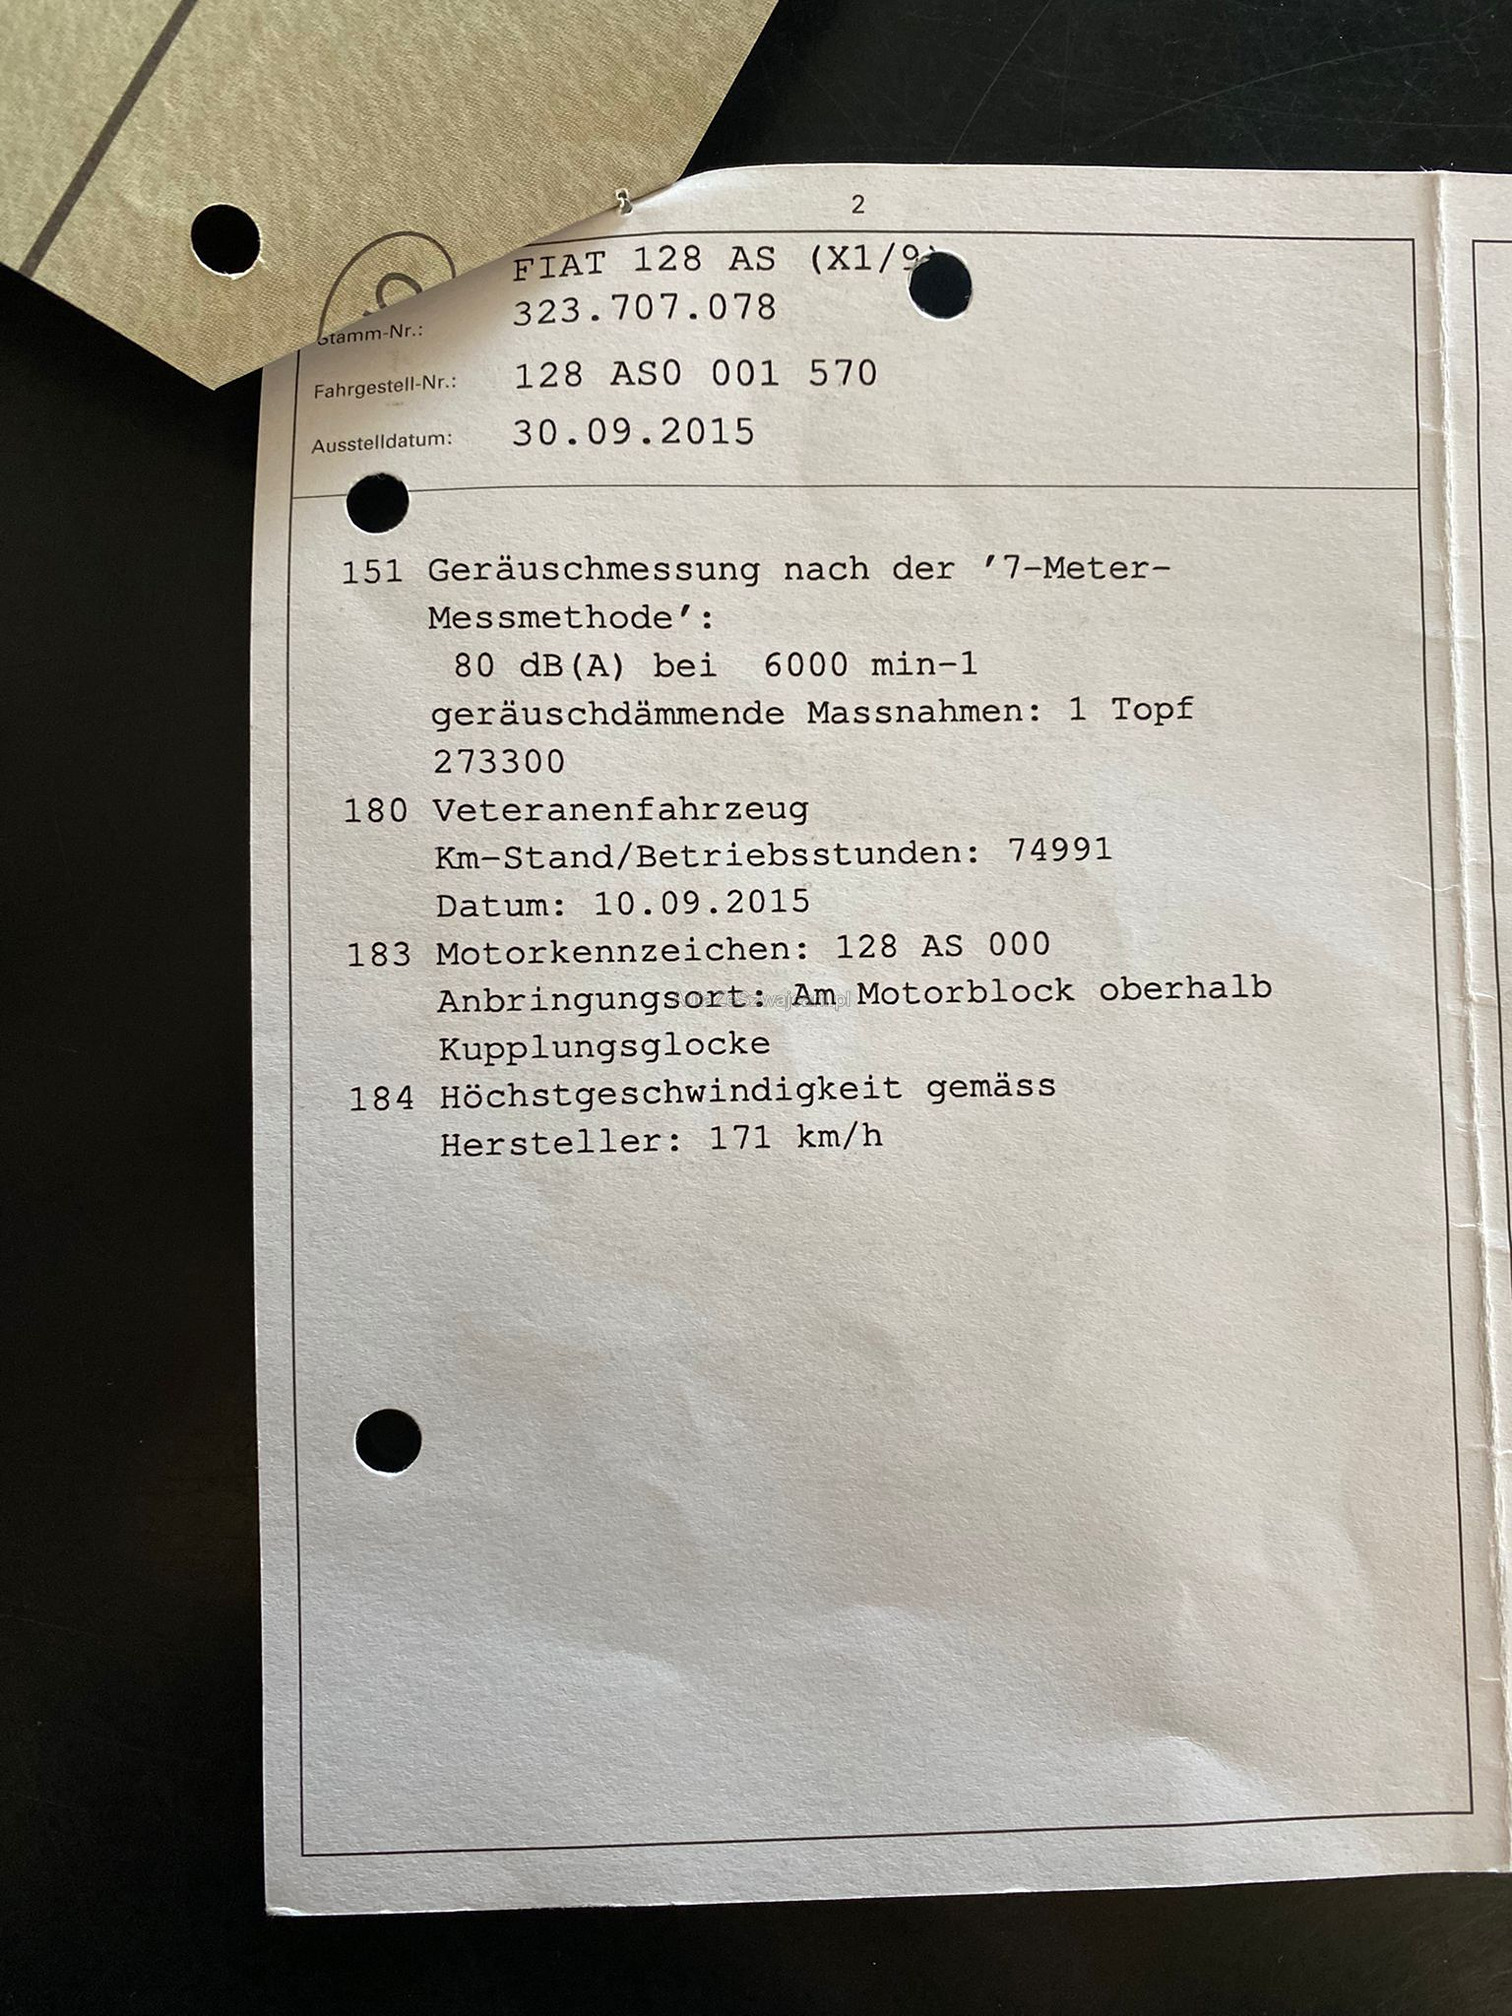 2
FIAT 128 AS (X1/9)
Stamm-Nr.: 323.707.078
Fahrgestell-Nr.: 128 AS0 001 570
Ausstelldatum: 30.09.2015
151 Geräuschmessung nach der '7-Meter-
Messmethode':
80 dB(A) bei 6000 min-1
geräuschdämmende Massnahmen: 1 Topf
273300
180 Veteranenfahrzeug
Km-Stand/Betriebsstunden: 74991
Datum: 10.09.2015
183 Motorkennzeichen: 128 AS 000
Anbringungsort: Am Motorblock oberhalb
Kupplungsglocke
184 Höchstgeschwindigkeit gemäss
Hersteller: 171 km/h